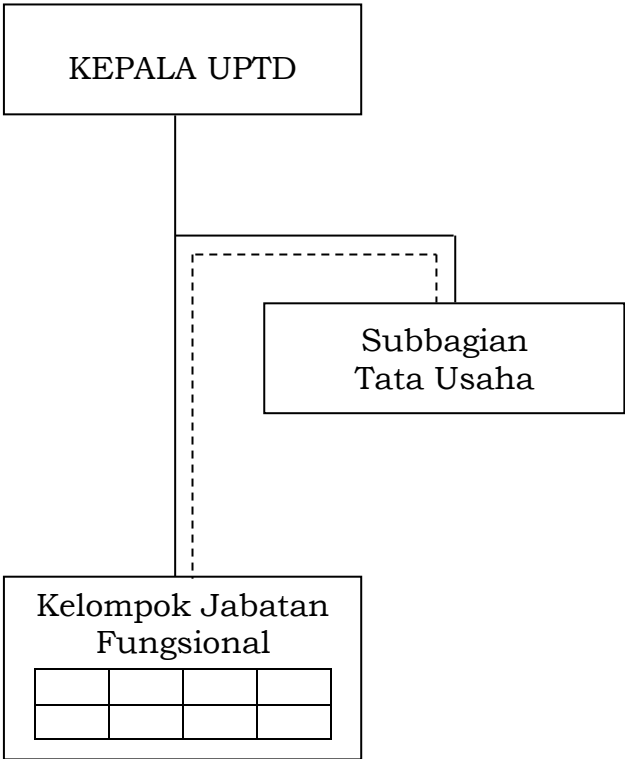 KEPALA UPTD
Subbagian
Tata Usaha
Kelompok Jabatan
Fungsional